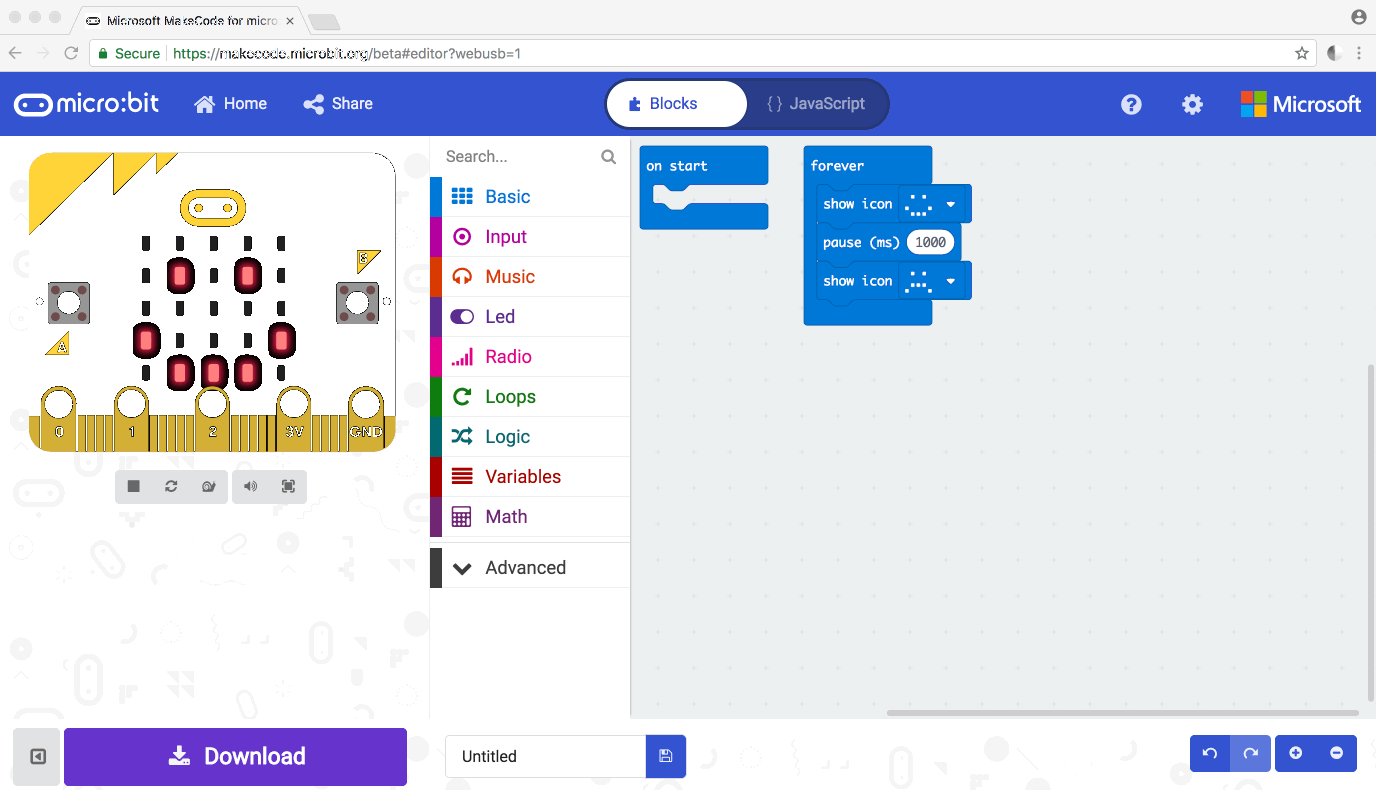 Microsoft MakeCode for micro
Secure https://makecode.microbit.org/beta#editor?webusb=1
micro:bit Home Share Blocks {} JavaScript ? Microsoft
Search...
Basic
Input
Music
Led
Radio
Loops
Logic
Variables
Math
Advanced
B
A
0 1 2 3V GND
on start
forever
show icon
pause (ms) 1000
show icon
Download
Untitled